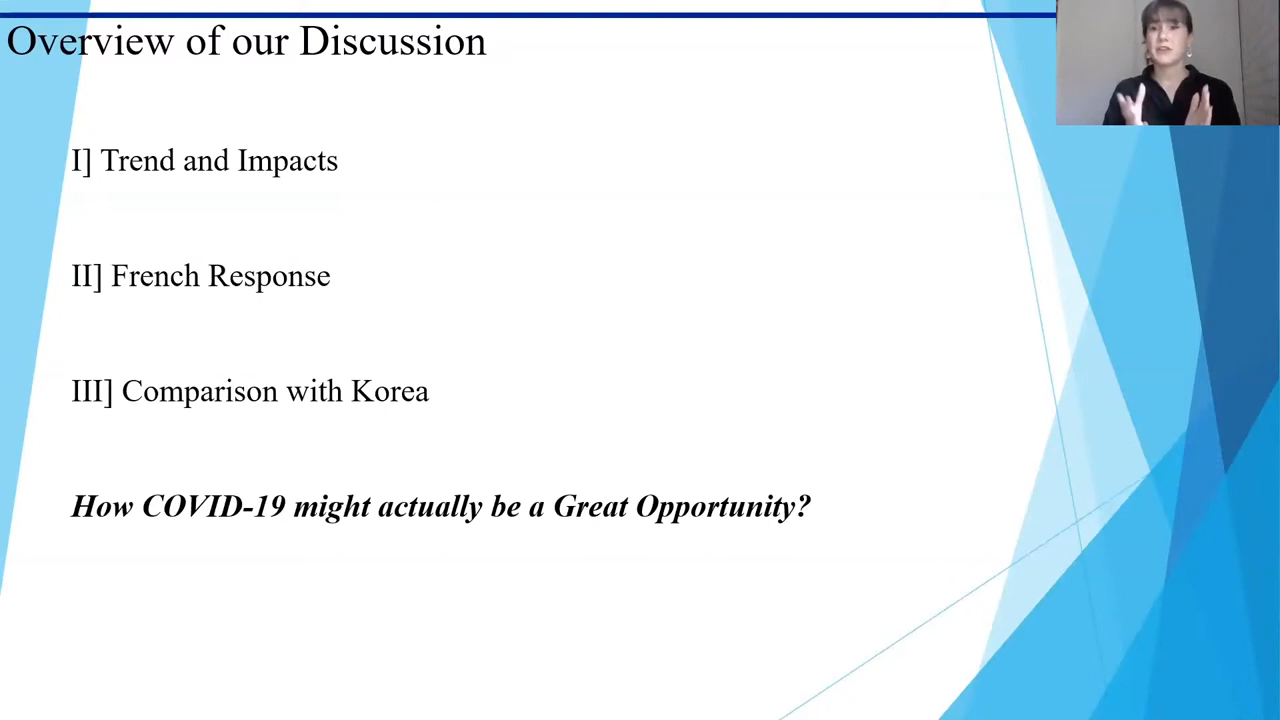 Overview of our Discussion
I] Trend and Impacts
II] French Response
III] Comparison with Korea
How COVID-19 might actually be a Great Opportunity?